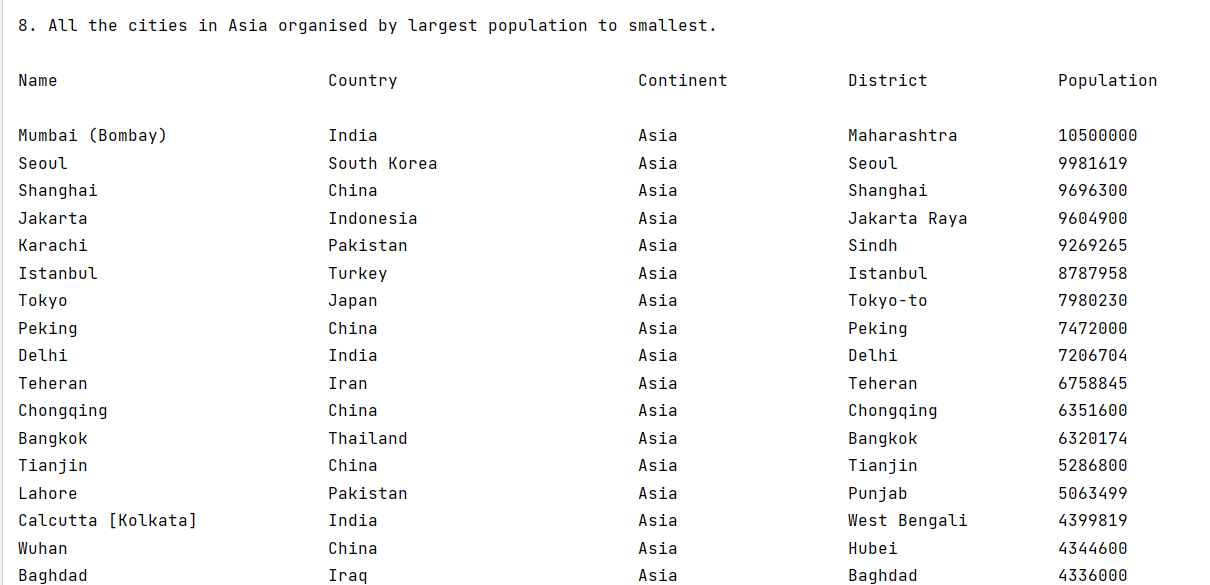 8. All the cities in Asia organised by largest population to smallest.
Name Country Continent District Population
Mumbai (Bombay) India Asia Maharashtra 10500000
Seoul South Korea Asia Seoul 9981619
Shanghai China Asia Shanghai 9696300
Jakarta Indonesia Asia Jakarta Raya 9604900
Karachi Pakistan Asia Sindh 9269265
Istanbul Turkey Asia Istanbul 8787958
Tokyo Japan Asia Tokyo-to 7980230
Peking China Asia Peking 7472000
Delhi India Asia Delhi 7206704
Teheran Iran Asia Teheran 6758845
Chongqing China Asia Chongqing 6351600
Bangkok Thailand Asia Bangkok 6320174
Tianjin China Asia Tianjin 5286800
Lahore Pakistan Asia Punjab 5063499
Calcutta [Kolkata] India Asia West Bengali 4399819
Wuhan China Asia Hubei 4344600
Baghdad Iraq Asia Baghdad 4336000